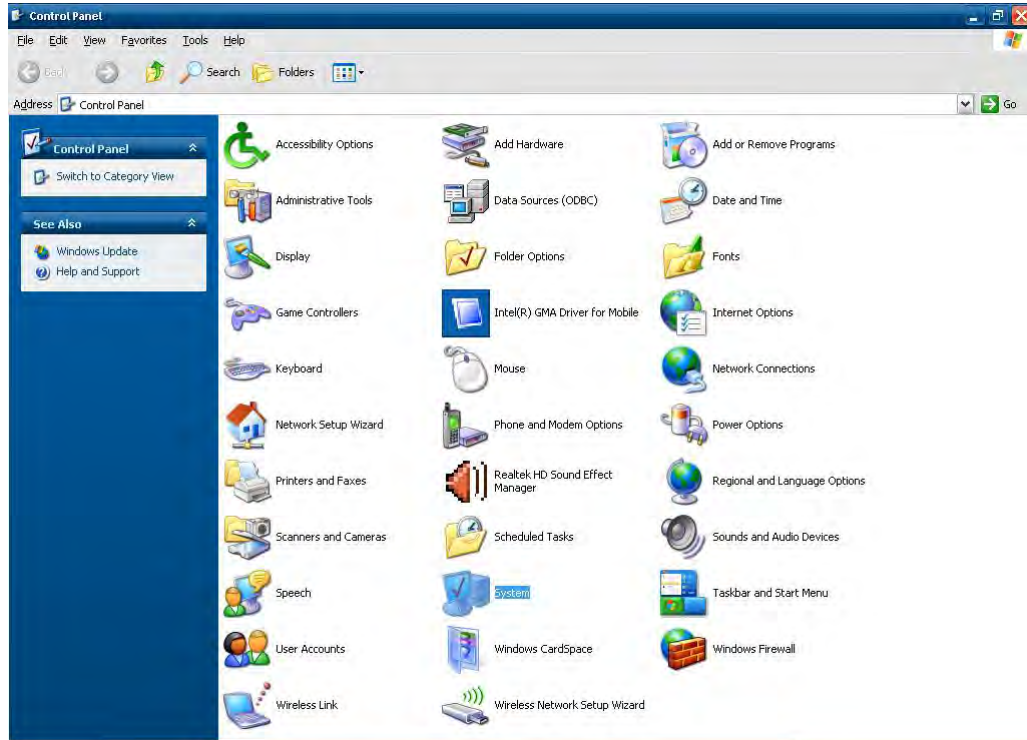 Control Panel
File Edit View Favorites Tools Help
Back Search Folders
Address Control Panel Go
Control Panel
Switch to Category View
See Also
Windows Update
Help and Support
Accessibility Options Add Hardware Add or Remove Programs
Administrative Tools Data Sources (ODBC) Date and Time
Display Folder Options Fonts
Game Controllers Intel(R) GMA Driver for Mobile Internet Options
Keyboard Mouse Network Connections
Network Setup Wizard Phone and Modem Options Power Options
Printers and Faxes Realtek HD Sound Effect Manager Regional and Language Options
Scanners and Cameras Scheduled Tasks Sounds and Audio Devices
Speech System Taskbar and Start Menu
User Accounts Windows CardSpace Windows Firewall
Wireless Link Wireless Network Setup Wizard